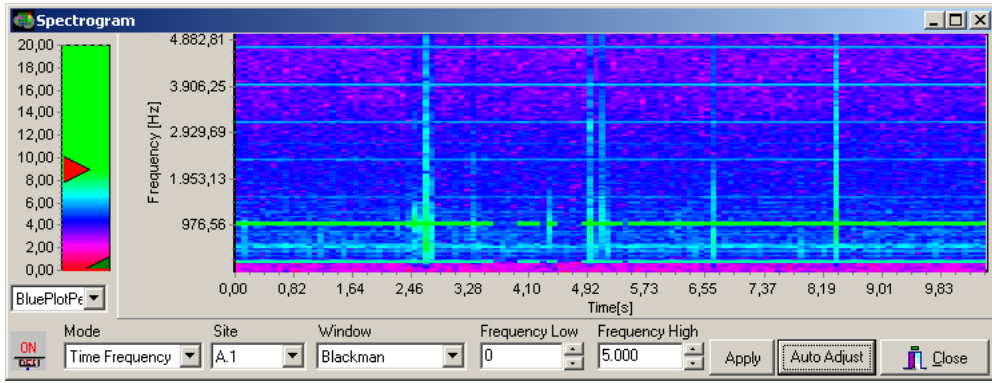 Spectrogram
20,00
18,00
16,00
14,00
12,00
10,00
8,00
6,00
4,00
2,00
0,00
BluePlotPe
Frequency [Hz]
4.882,81
3.906,25
2.929,69
1.953,13
976,56
0,00 0,82 1,64 2,46 3,28 4,10 4,92 5,73 6,55 7,37 8,19 9,01 9,83
Time[s]
ON
Mode Site Window Frequency Low Frequency High
Time Frequency A.1 Blackman 0 5.000 Apply Auto Adjust Close